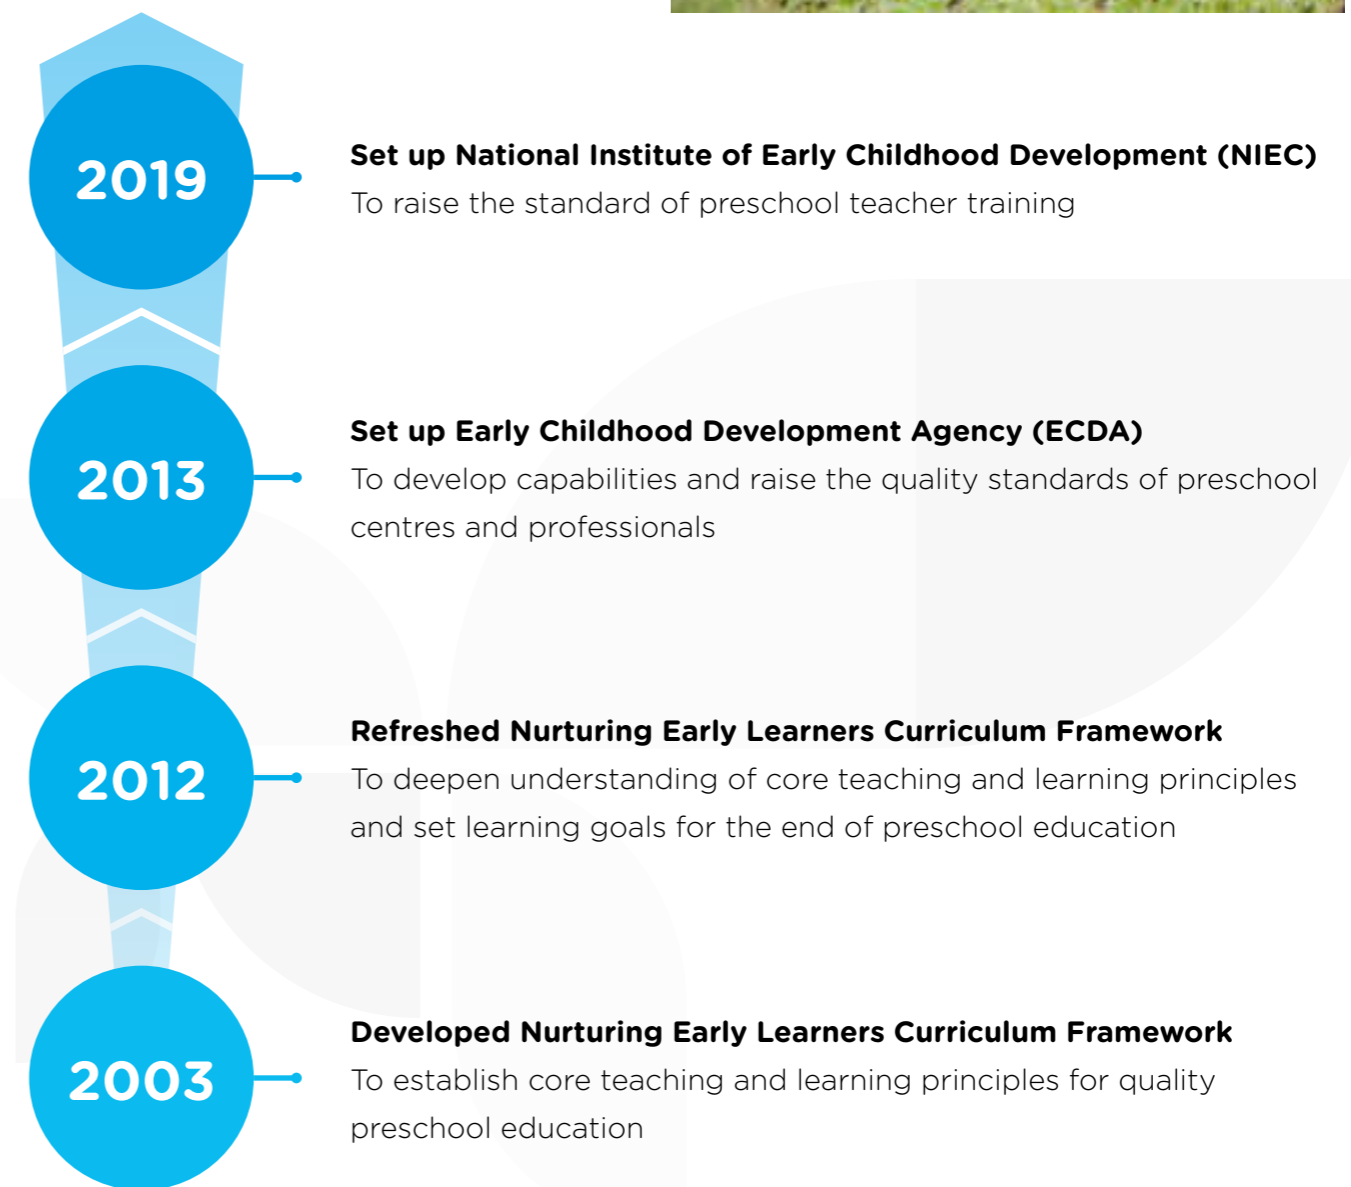 2019
Set up National Institute of Early Childhood Development (NIEC)
To raise the standard of preschool teacher training
2013
Set up Early Childhood Development Agency (ECDA)
To develop capabilities and raise the quality standards of preschool
centres and professionals
2012
Refreshed Nurturing Early Learners Curriculum Framework
To deepen understanding of core teaching and learning principles
and set learning goals for the end of preschool education
2003
Developed Nurturing Early Learners Curriculum Framework
To establish core teaching and learning principles for quality
preschool education